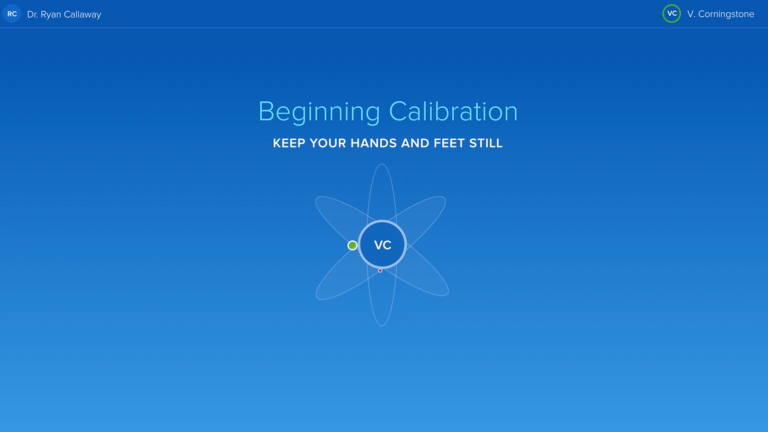 RC Dr. Ryan Callaway
VC V. Corningstone
Beginning Calibration
KEEP YOUR HANDS AND FEET STILL
VC